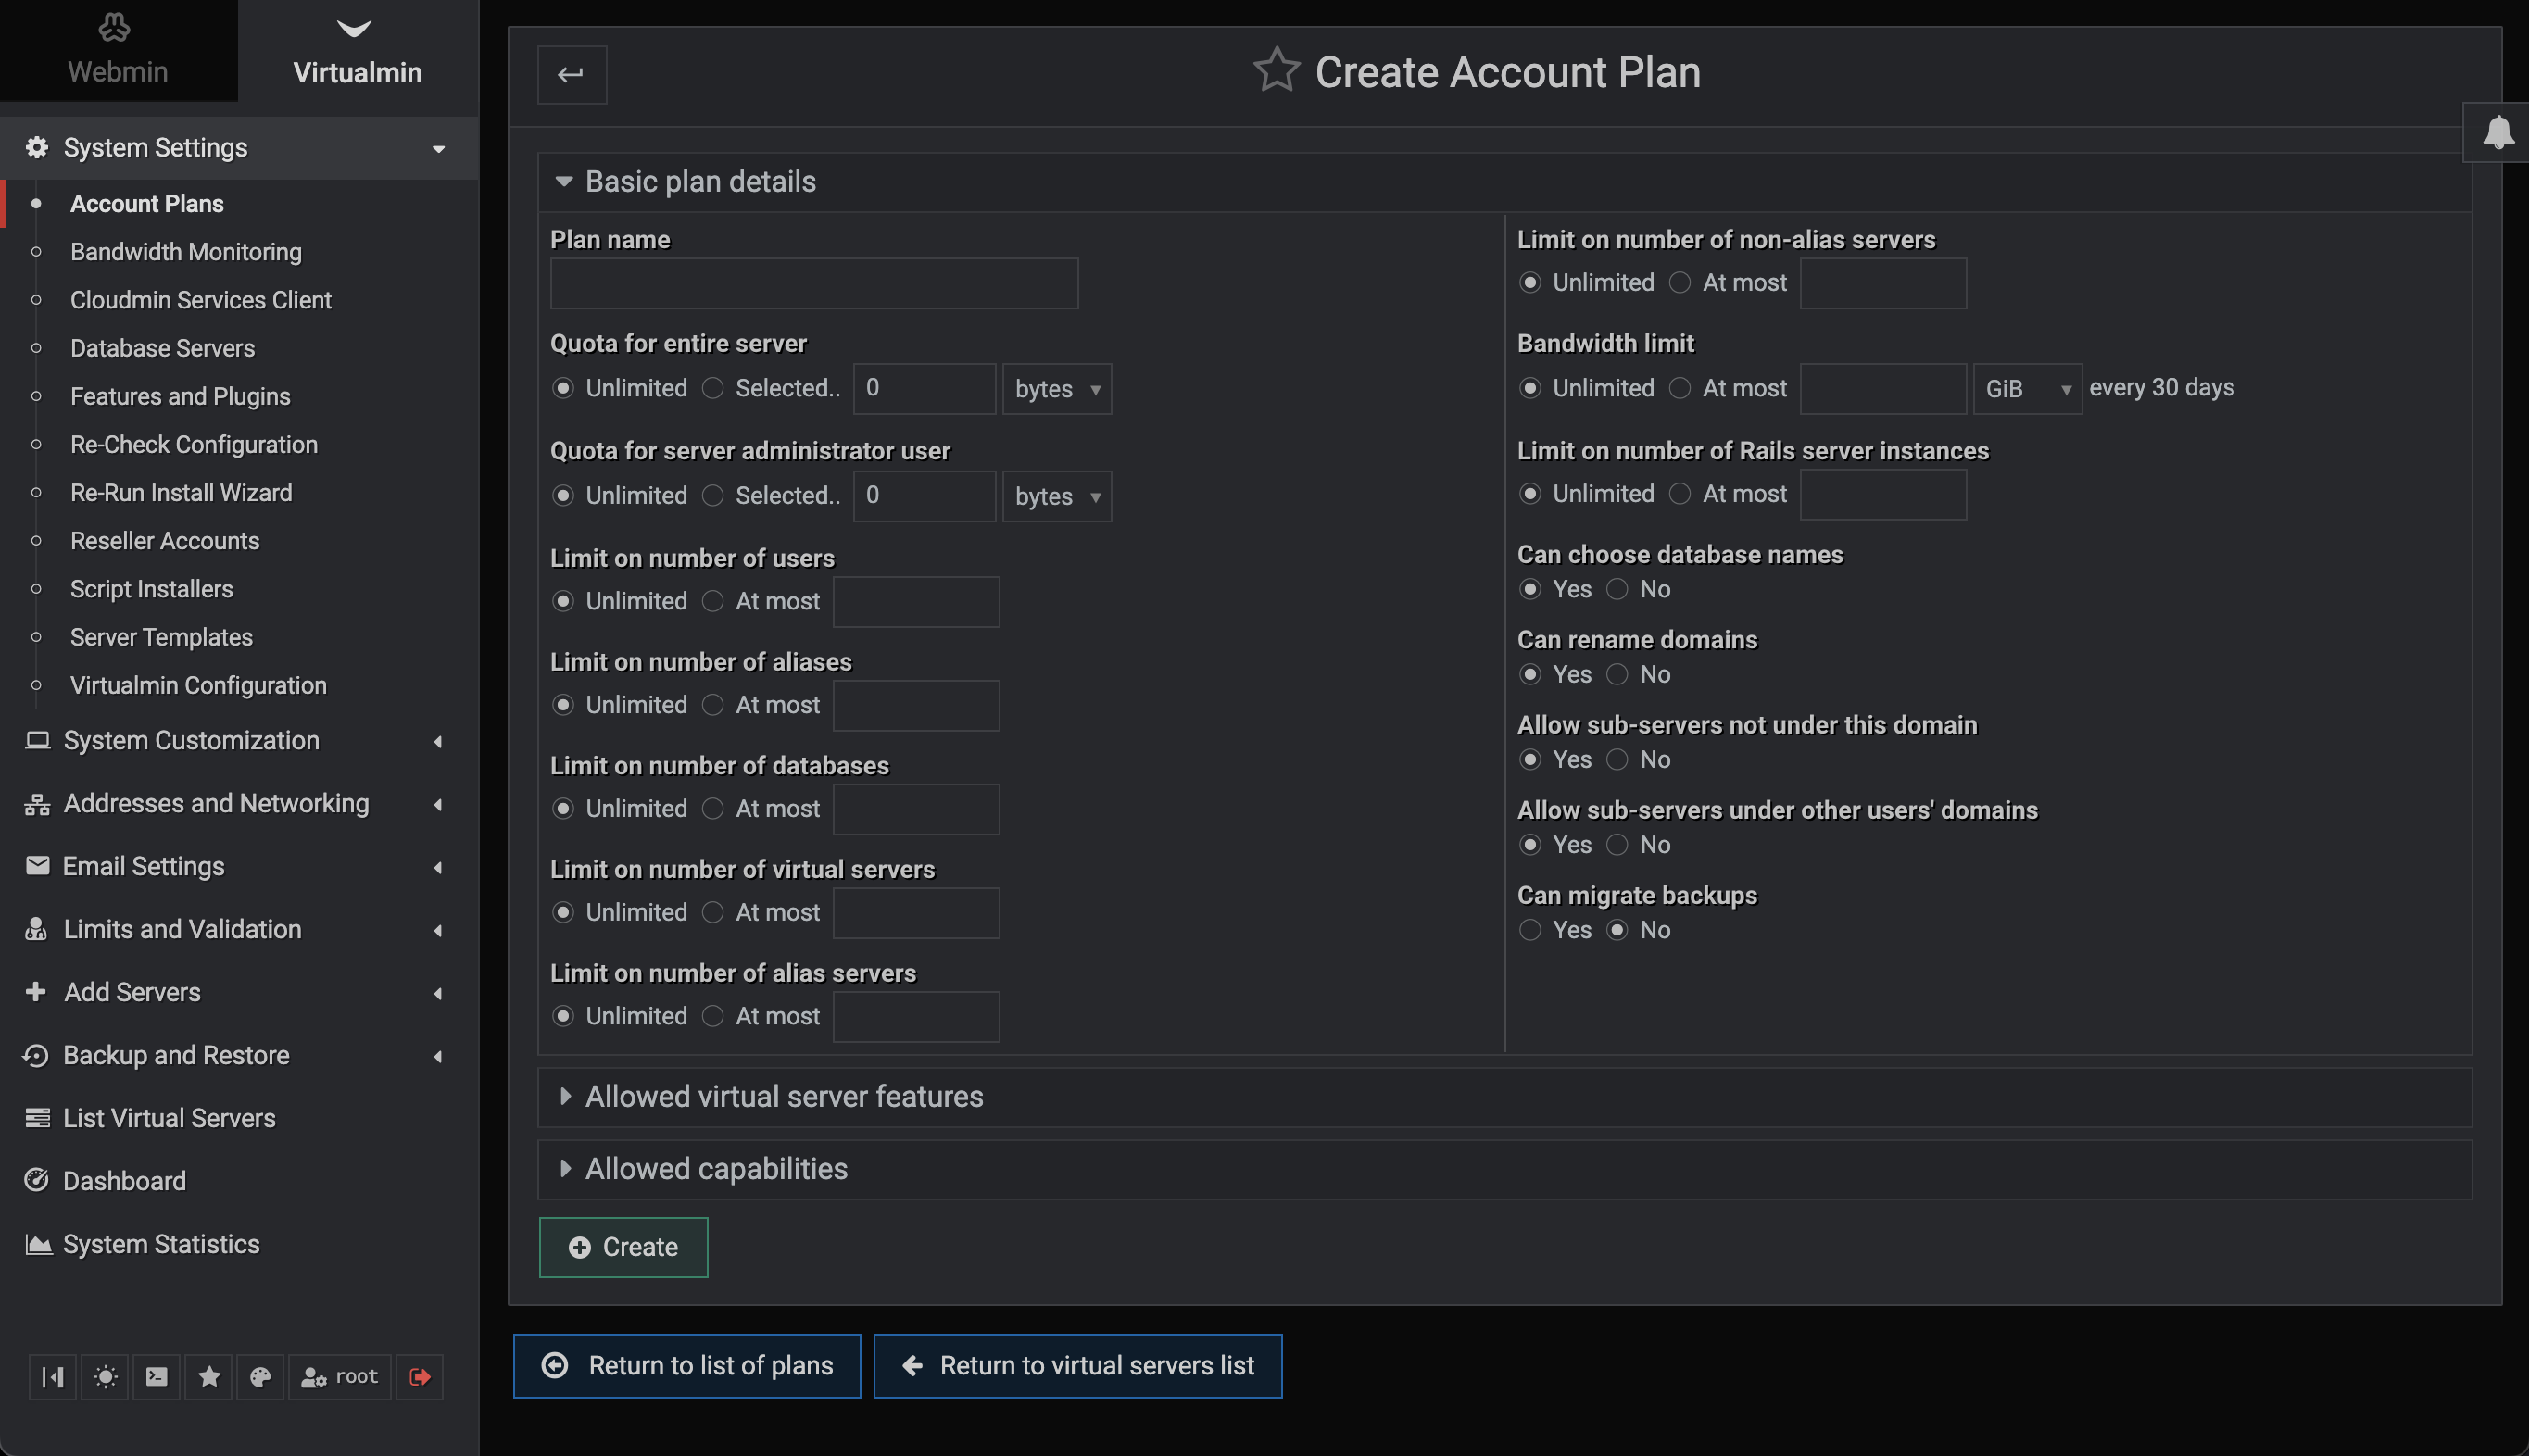 Webmin
Virtualmin
System Settings
Account Plans
Bandwidth Monitoring
Cloudmin Services Client
Database Servers
Features and Plugins
Re-Check Configuration
Re-Run Install Wizard
Reseller Accounts
Script Installers
Server Templates
Virtualmin Configuration
System Customization
Addresses and Networking
Email Settings
Limits and Validation
Add Servers
Backup and Restore
List Virtual Servers
Dashboard
System Statistics
root
Create Account Plan
Basic plan details
Plan name
Quota for entire server
Unlimited Selected.. 0 bytes
Quota for server administrator user
Unlimited Selected.. 0 bytes
Limit on number of users
Unlimited At most
Limit on number of aliases
Unlimited At most
Limit on number of databases
Unlimited At most
Limit on number of virtual servers
Unlimited At most
Limit on number of alias servers
Unlimited At most
Limit on number of non-alias servers
Unlimited At most
Bandwidth limit
Unlimited At most GiB every 30 days
Limit on number of Rails server instances
Unlimited At most
Can choose database names
Yes No
Can rename domains
Yes No
Allow sub-servers not under this domain
Yes No
Allow sub-servers under other users' domains
Yes No
Can migrate backups
Yes No
Allowed virtual server features
Allowed capabilities
Create
Return to list of plans
Return to virtual servers list